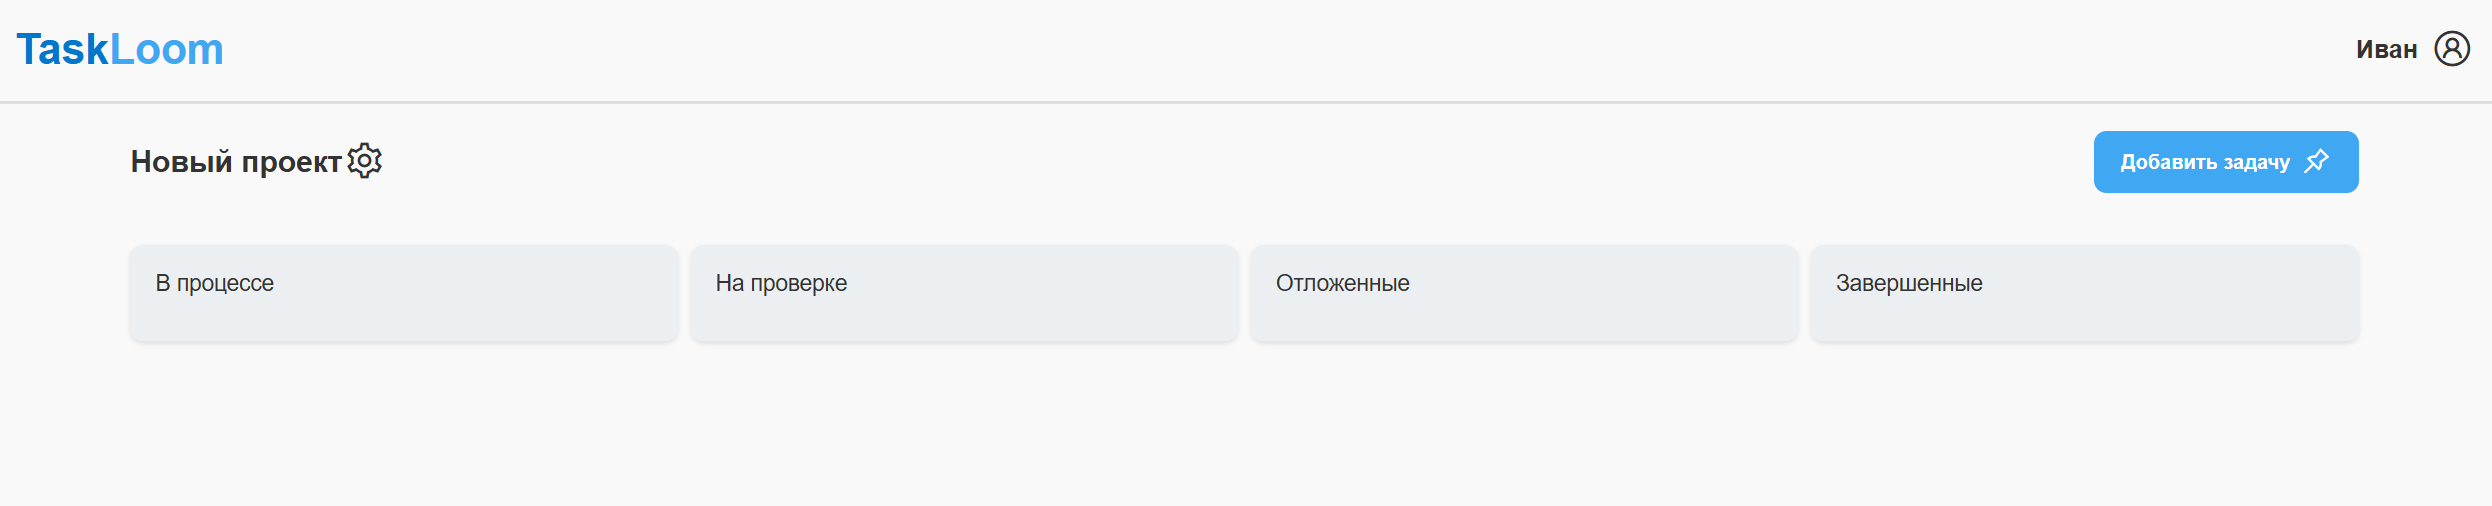 TaskLoom
Иван
Новый проект
Добавить задачу
В процессе
На проверке
Отложенные
Завершенные